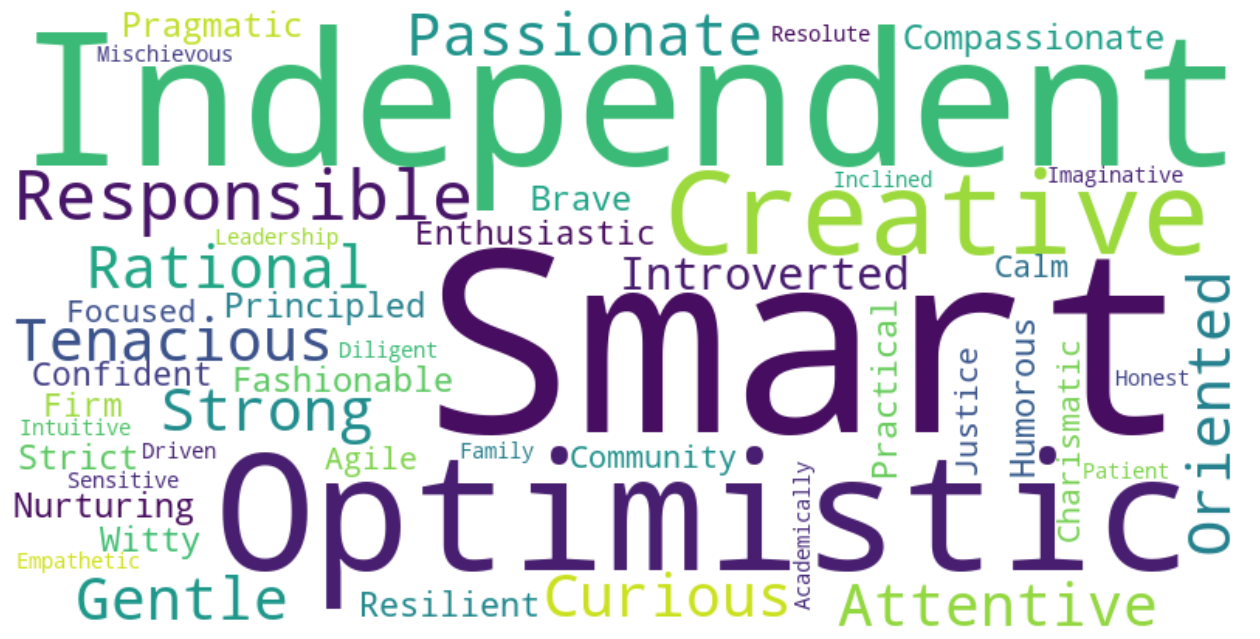 Pragmatic
Passionate
Resolute
Compassionate
Mischievous
Independent
Responsible
Brave
Creative
Inclined
Imaginative
Leadership
Enthusiastic
Rational
Introverted
Calm
Smart
Focused
Principled
Tenacious
Diligent
Confident
Fashionable
Practical
Justice
Humorous
Charismatic
Honest
Oriented
Firm
Strong
Intuitive
Strict
Driven
Agile
Family
Community
Patient
Sensitive
Optimistic
Nurturing
Academically
Witty
Empathetic
Gentle
Resilient
Curious
Attentive